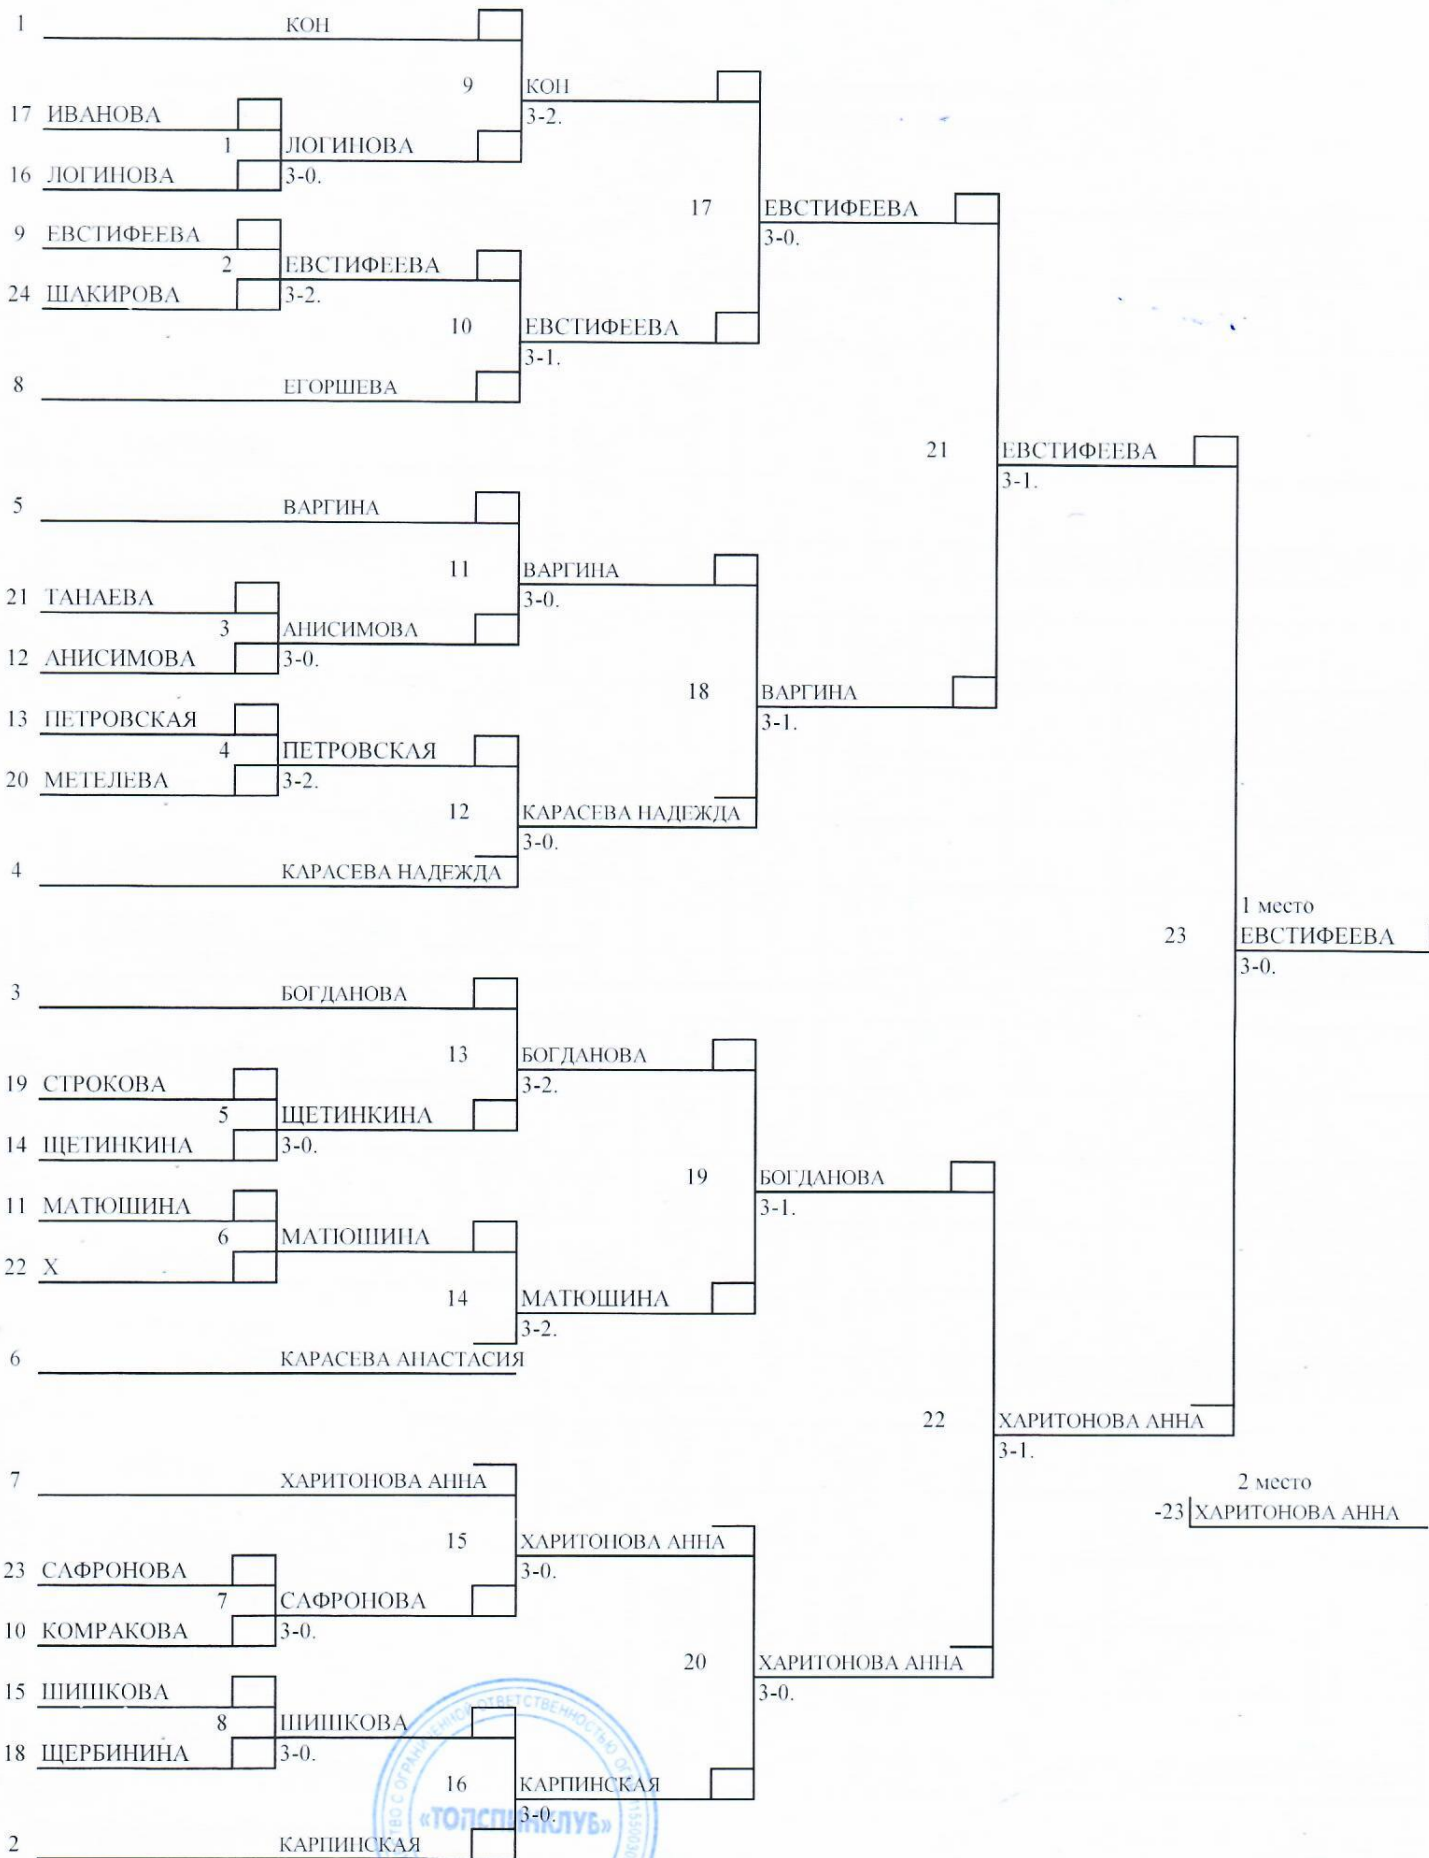 1 КОН
9 КОН
17 ИВАНОВА
3-2.
1 ЛОГИНОВА
16 ЛОГИНОВА 3-0.
17 ЕВСТИФЕЕВА
9 ЕВСТИФЕЕВА
3-0.
2 ЕВСТИФЕЕВА
24 ШАКИРОВА 3-2.
10 ЕВСТИФЕЕВА
3-1.
8 ЕГОРШЕВА
21 ЕВСТИФЕЕВА
3-1.
5 ВАРГИНА
11 ВАРГИНА
21 ТАНАЕВА 3-0.
3 АНИСИМОВА
12 АНИСИМОВА 3-0.
18 ВАРГИНА
13 ПЕТРОВСКАЯ 3-1.
4 ПЕТРОВСКАЯ
20 МЕТЕЛЕВА 3-2.
12 КАРАСЕВА НАДЕЖДА
3-0.
4 КАРАСЕВА НАДЕЖДА
1 место
23 ЕВСТИФЕЕВА
3-0.
3 БОГДАНОВА
13 БОГДАНОВА
19 СТРОКОВА 3-2.
5 ЩЕТИНКИНА
14 ЩЕТИНКИНА 3-0.
19 БОГДАНОВА
11 МАТЮШИНА 3-1.
6 МАТЮШИНА
22 X
14 МАТЮШИНА
3-2.
6 КАРАСЕВА АНАСТАСИЯ
22 ХАРИТОНОВА АННА
3-1.
7 ХАРИТОНОВА АННА
2 место
-23 ХАРИТОНОВА АННА
15 ХАРИТОНОВА АННА
23 САФРОНОВА 3-0.
7 САФРОНОВА
10 КОМРАКОВА 3-0.
20 ХАРИТОНОВА АННА
15 ШИШКОВА 3-0.
8 ШИШКОВА
18 ЩЕРБИНИНА 3-0.
16 КАРПИНСКАЯ
3-0.
«ТОПСПИНКЛУБ»
2 КАРПИНСКАЯ